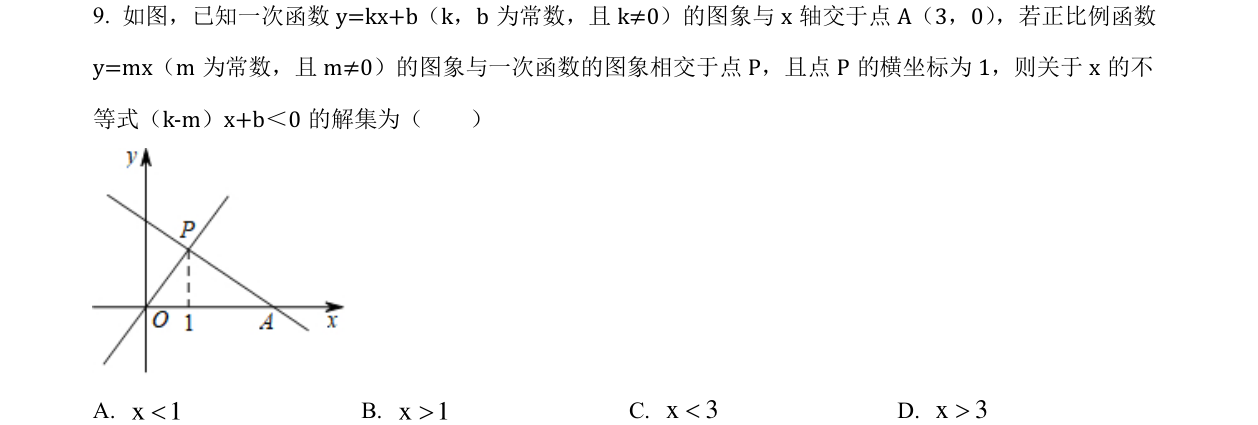 9. 如图，已知一次函数 y=kx+b（k，b 为常数，且 k≠0）的图象与 x 轴交于点 A（3，0），若正比例函数
y=mx（m 为常数，且 m≠0）的图象与一次函数的图象相交于点 P，且点 P 的横坐标为 1，则关于 x 的不
等式（k-m）x+b＜0 的解集为（　　）
y
P
O 1 A x
A. x<1 B. x>1 C. x<3 D. x>3